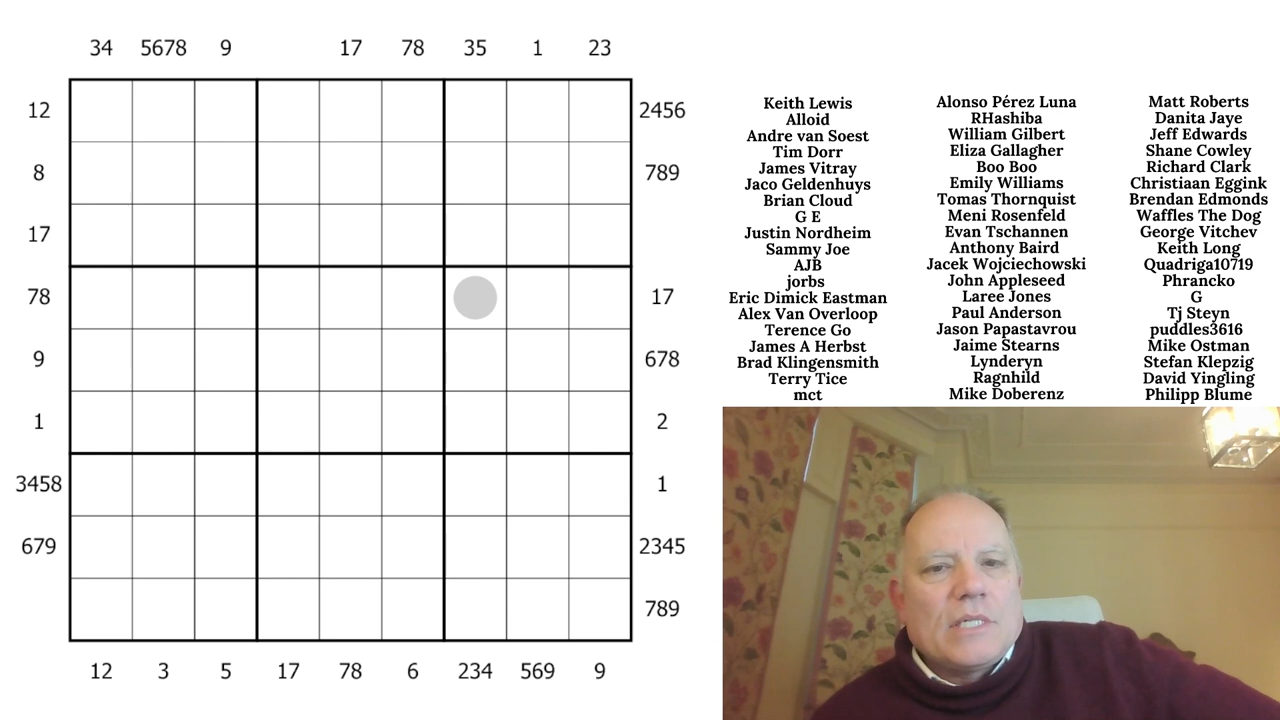 34 5678 9 17 78 35 1 23
12 2456
8 789
17
78 17
9 678
1 2
3458 1
679 2345
789
12 3 5 17 78 6 234 569 9
Keith Lewis
Alloid
Andre van Soest
Tim Dorr
James Vitray
Jaco Geldenhuys
Brian Cloud
G E
Justin Nordheim
Sammy Joe
AJB
jorbs
Eric Dimick Eastman
Alex Van Overloop
Terence Go
James A Herbst
Brad Klingensmith
Terry Tice
mct
Alonso Pérez Luna
RHashiba
William Gilbert
Eliza Gallagher
Boo Boo
Emily Williams
Tomas Thornquist
Meni Rosenfeld
Evan Tschannen
Anthony Baird
Jacek Wojciechowski
John Appleseed
Laree Jones
Paul Anderson
Jason Papastavrou
Jaime Stearns
Lynderyn
Ragnhild
Mike Doberenz
Matt Roberts
Danita Jaye
Jeff Edwards
Shane Cowley
Richard Clark
Christiaan Eggink
Brendan Edmonds
Waffles The Dog
George Vitchev
Keith Long
Quadriga10719
Phrancko
G
Tj Steyn
puddles3616
Mike Ostman
Stefan Klepzig
David Yingling
Philipp Blume